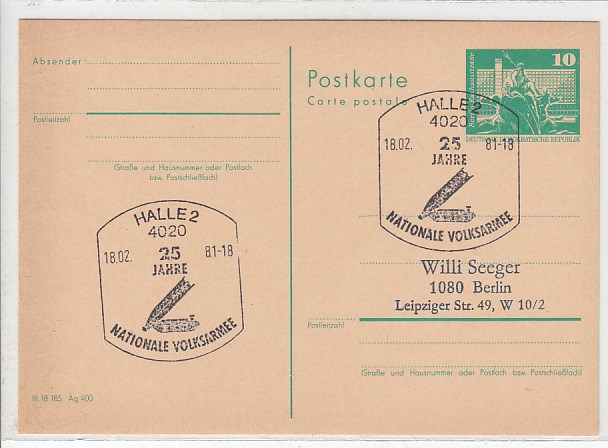 Absender
Postleitzahl
(Straße und Hausnummer oder Postfach
bzw. Postschließfach)
HALLE 2
4020
18.02. 25 81-18
JAHRE
NATIONALE VOLKSARMEE
III.18.185 Ag 400
Postkarte
Carte postale
10
DEUTSCHE DEMOKRATISCHE REPUBLIK
HALLE 2
4020
18.02. 25 81-18
JAHRE
NATIONALE VOLKSARMEE
Willi Seeger
1080 Berlin
Leipziger Str. 49, W 10/2
Postleitzahl
(Straße und Hausnummer oder Postfach bzw. Postschließfach)